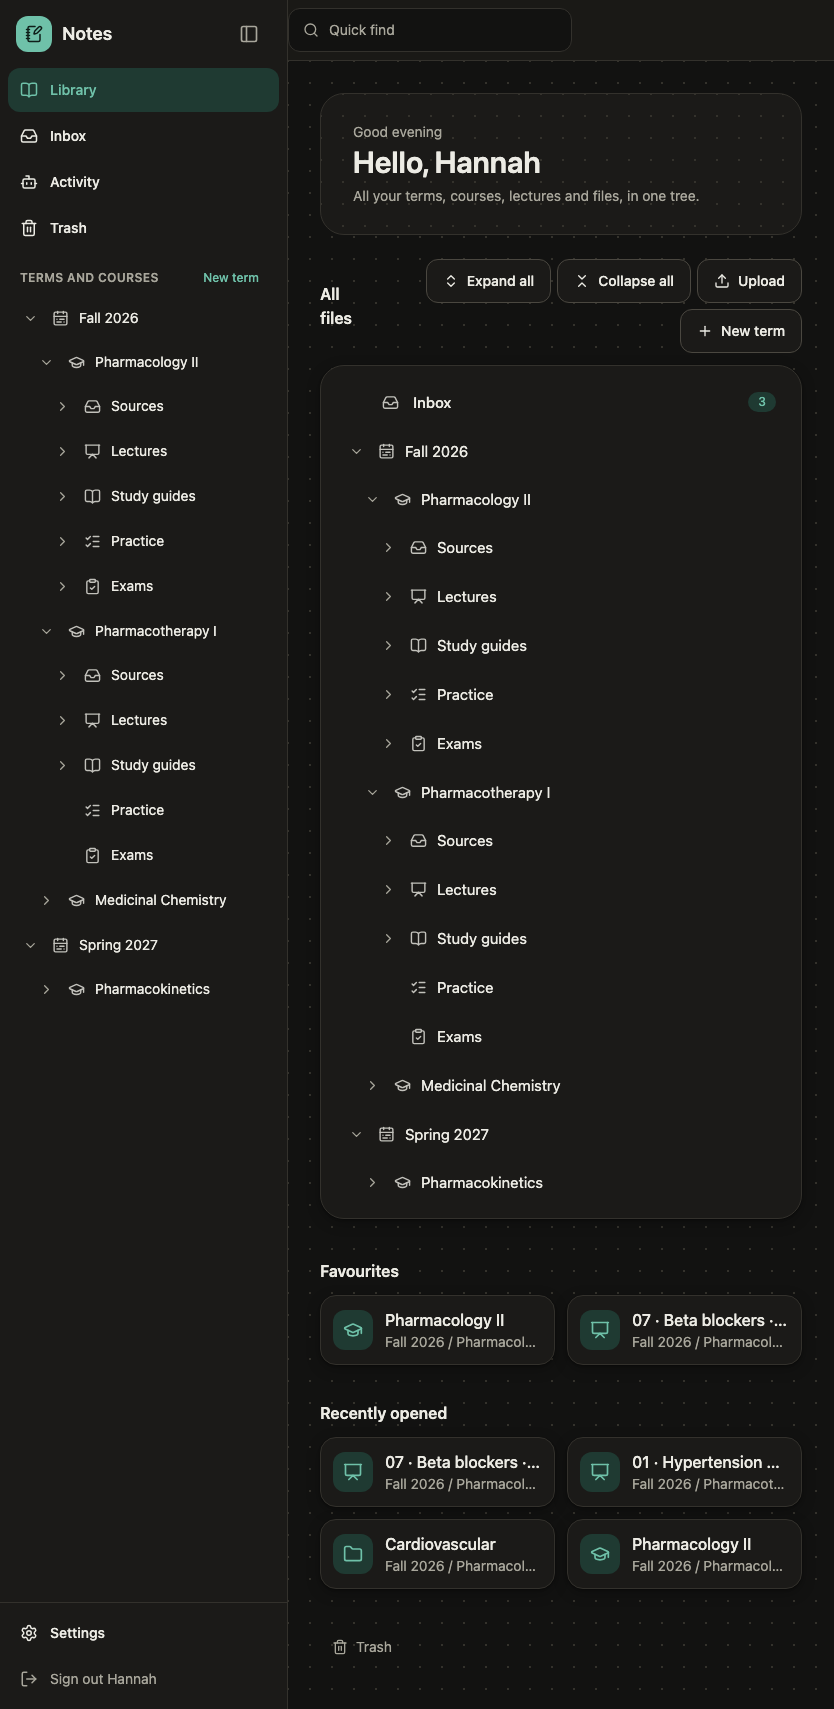 Notes
Library
Inbox
Activity
Trash
TERMS AND COURSES New term
Fall 2026
Pharmacology II
Sources
Lectures
Study guides
Practice
Exams
Pharmacotherapy I
Sources
Lectures
Study guides
Practice
Exams
Medicinal Chemistry
Spring 2027
Pharmacokinetics
Settings
Sign out Hannah
Quick find
Good evening
Hello, Hannah
All your terms, courses, lectures and files, in one tree.
All
files
Expand all Collapse all Upload
New term
Inbox 3
Fall 2026
Pharmacology II
Sources
Lectures
Study guides
Practice
Exams
Pharmacotherapy I
Sources
Lectures
Study guides
Practice
Exams
Medicinal Chemistry
Spring 2027
Pharmacokinetics
Favourites
Pharmacology II
Fall 2026 / Pharmacol...
07 · Beta blockers ·...
Fall 2026 / Pharmacol...
Recently opened
07 · Beta blockers ·...
Fall 2026 / Pharmacol...
01 · Hypertension ...
Fall 2026 / Pharmacot...
Cardiovascular
Fall 2026 / Pharmacol...
Pharmacology II
Fall 2026 / Pharmacol...
Trash